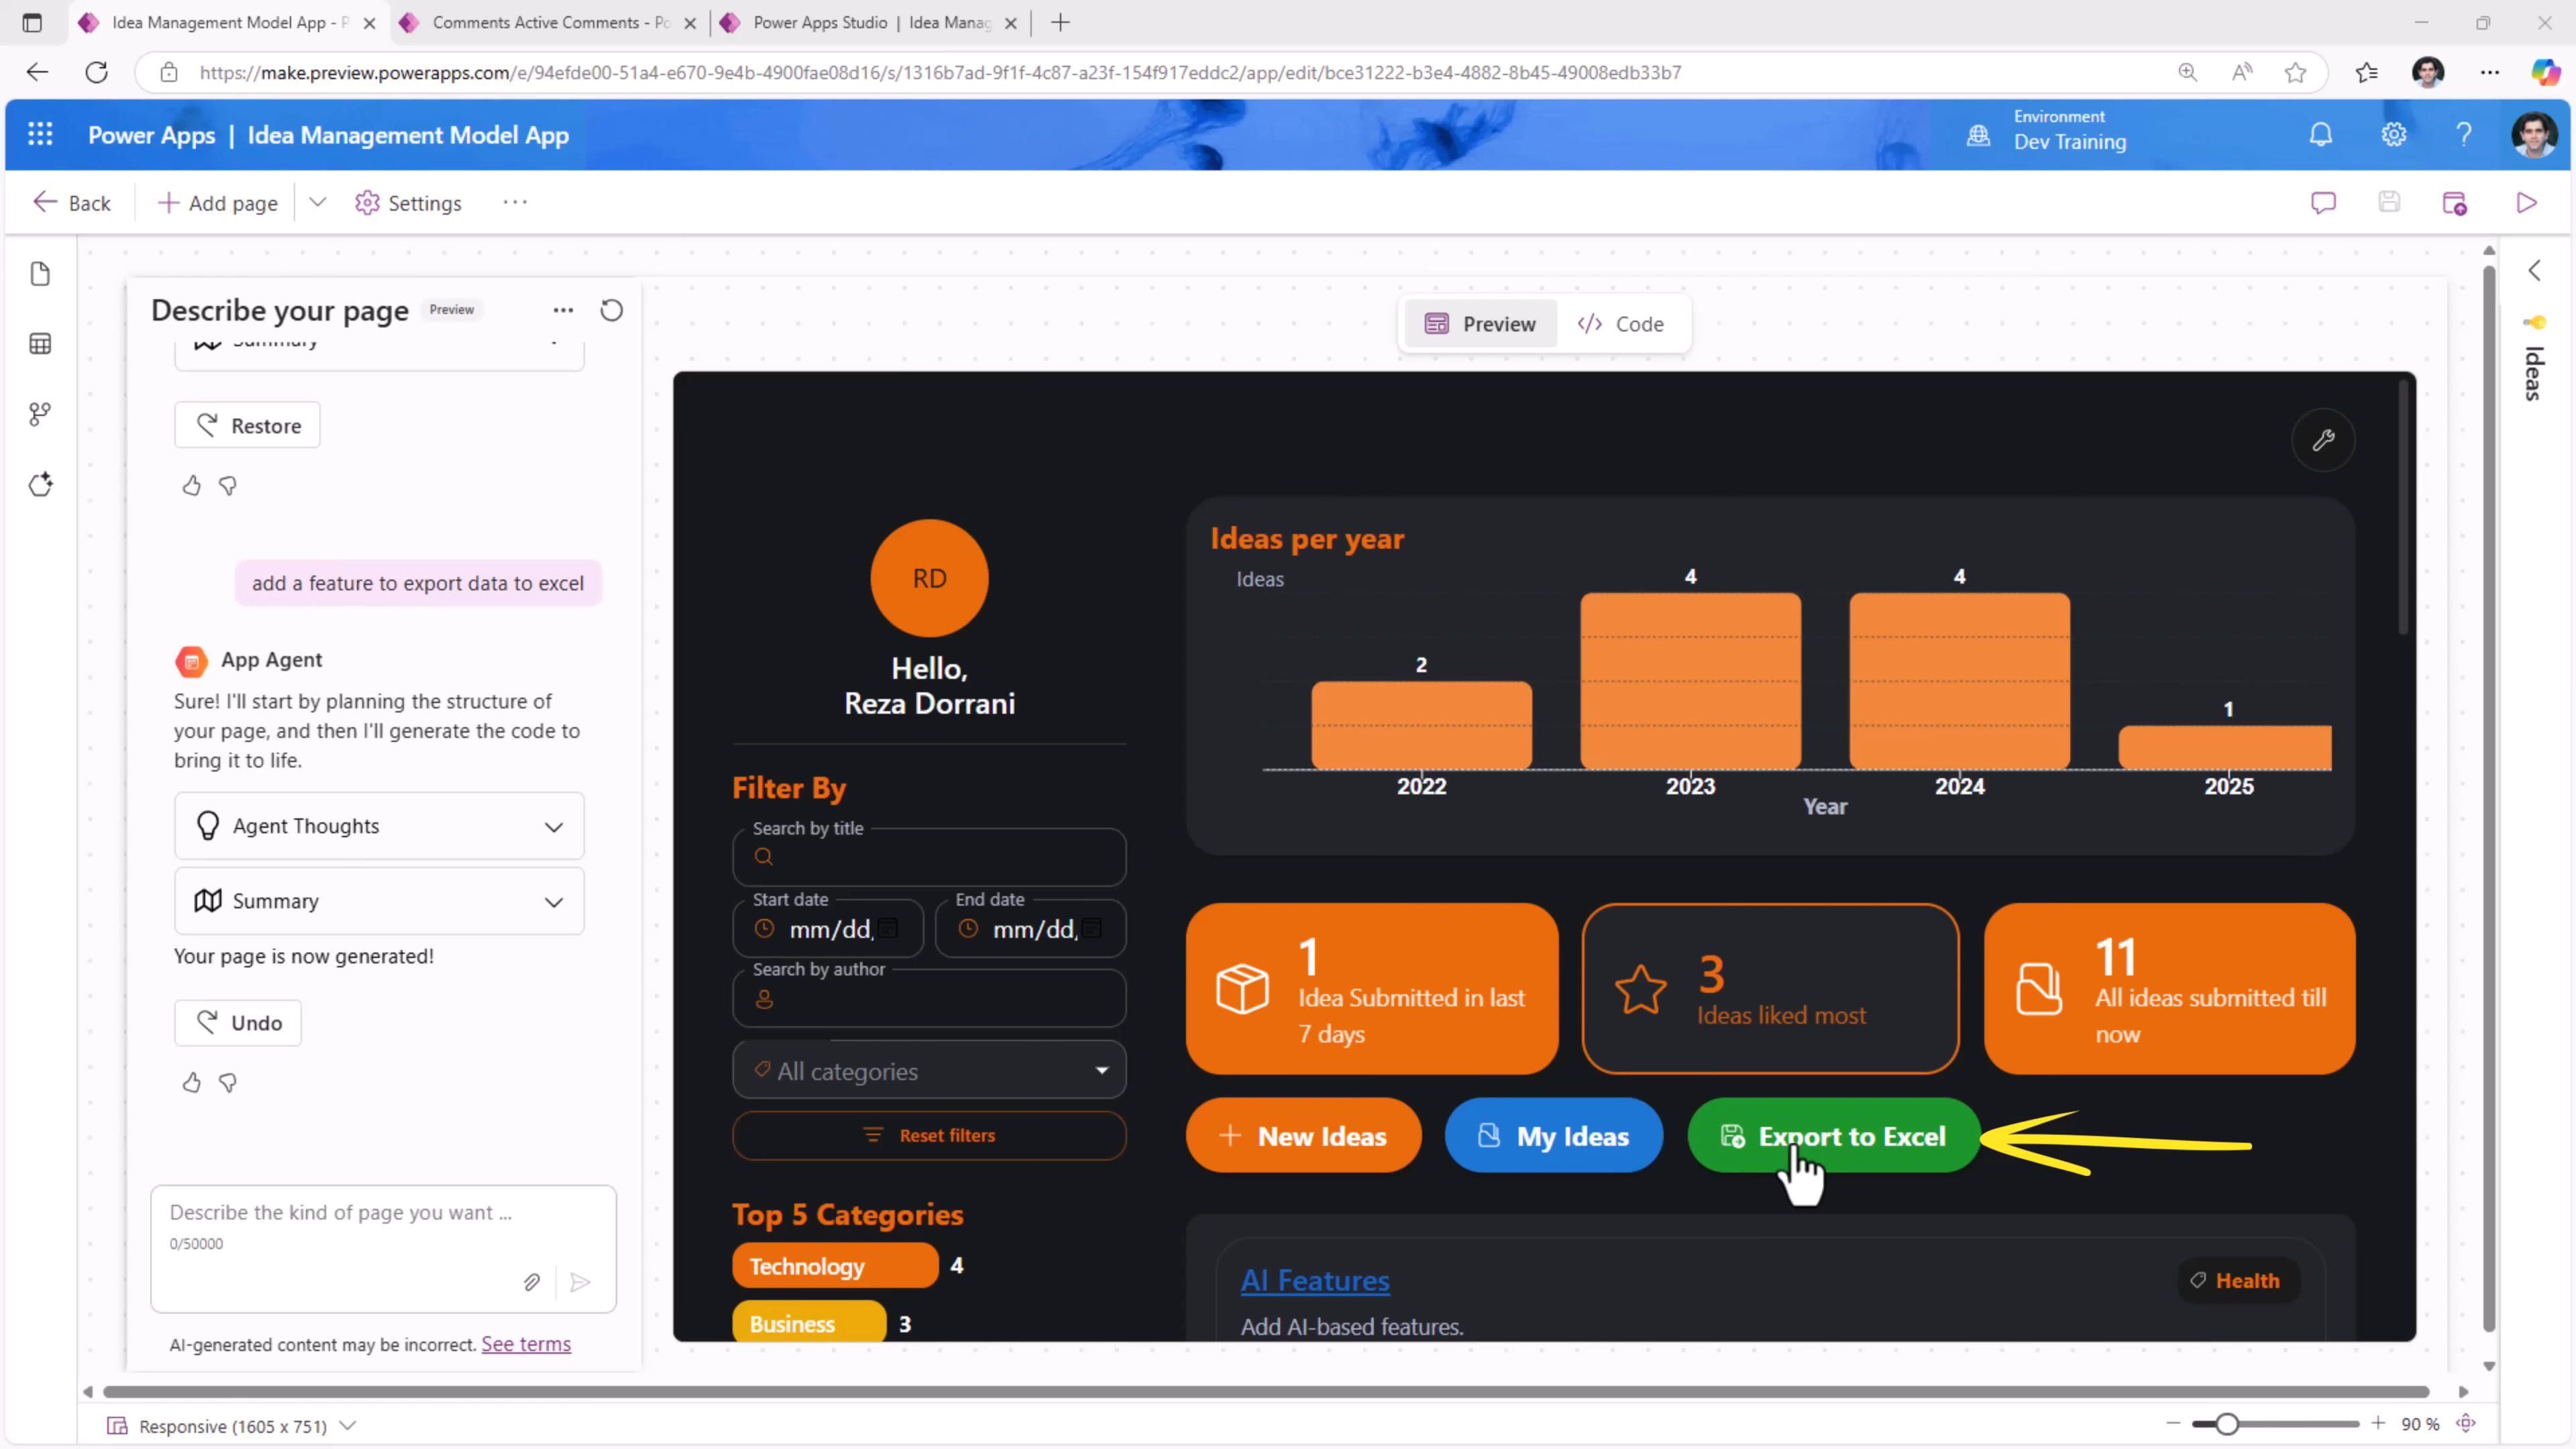 Idea Management Model App - P
Comments Active Comments - Po
Power Apps Studio | Idea Manag
https://make.preview.powerapps.com/e/94efde00-51a4-e670-9e4b-4900fae08d16/s/1316b7ad-9f1f-4c87-a23f-154f917eddc2/app/edit/bce31222-b3e4-4882-8b45-49008edb33b7
Power Apps | Idea Management Model App
Environment
Dev Training
Back
Add page
Settings
Describe your page
Preview
Summary
Restore
add a feature to export data to excel
App Agent
Sure! I'll start by planning the structure of
your page, and then I'll generate the code to
bring it to life.
Agent Thoughts
Summary
Your page is now generated!
Undo
Describe the kind of page you want ...
0/50000
AI-generated content may be incorrect. See terms
Preview
Code
RD
Hello,
Reza Dorrani
Filter By
Search by title
Start date
End date
mm/dd/
mm/dd/
Search by author
All categories
Reset filters
Top 5 Categories
Technology 4
Business 3
Ideas per year
Ideas
2
4
4
1
2022
2023
2024
2025
Year
1
Idea Submitted in last
7 days
3
Ideas liked most
11
All ideas submitted till
now
New Ideas
My Ideas
Export to Excel
AI Features
Health
Add AI-based features.
Ideas
Responsive (1605 x 751)
90 %